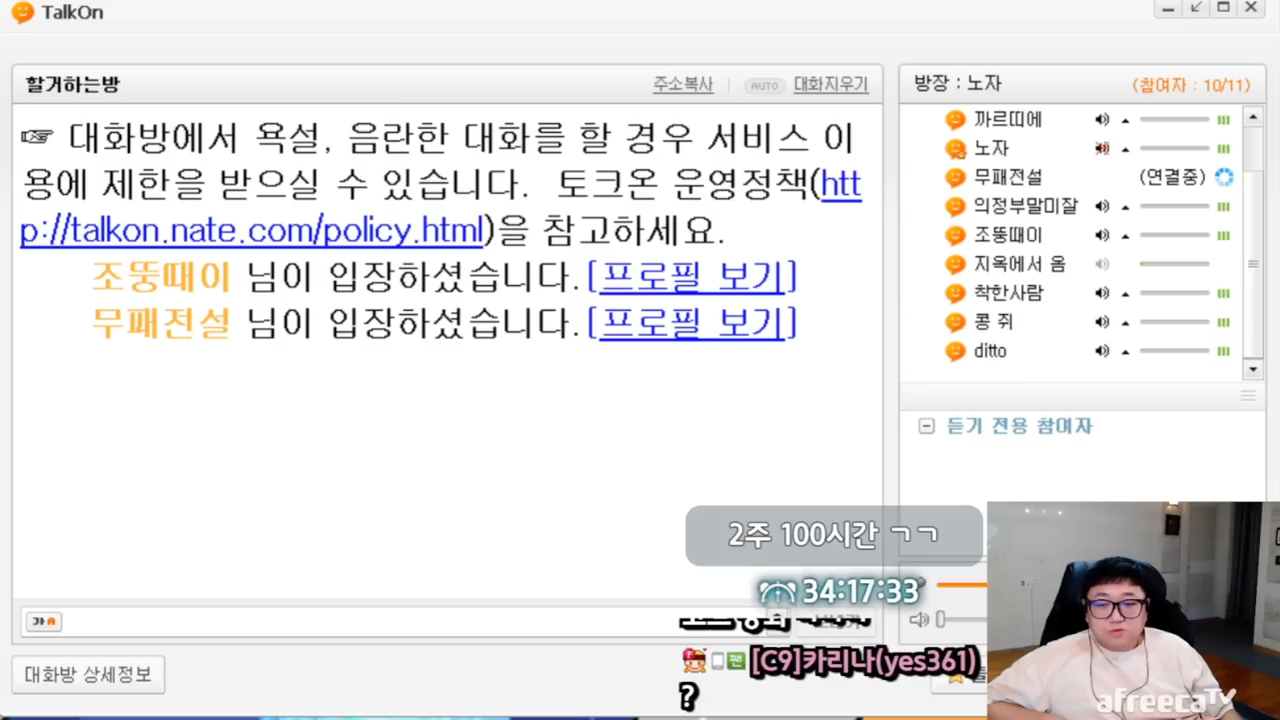 TalkOn
할거하는방
주소복사
AUTO
대화지우기
☞ 대화방에서 욕설, 음란한 대화를 할 경우 서비스 이
용에 제한을 받으실 수 있습니다. 토크온 운영정책(htt
p://talkon.nate.com/policy.html)을 참고하세요.
조뚱때이 님이 입장하셨습니다.[프로필 보기]
무패전설 님이 입장하셨습니다.[프로필 보기]
가A
대화방 상세정보
방장 : 노자
(참여자 : 10/11)
까르띠에
노자
무패전설 (연결중)
의정부말미잘
조뚱때이
지옥에서 옴
착한사람
콩 쥐
ditto
듣기 전용 참여자
2주 100시간 ㄱㄱ
34:17:33
팬 [C9]카리나(yes361)
?
afreecaTV